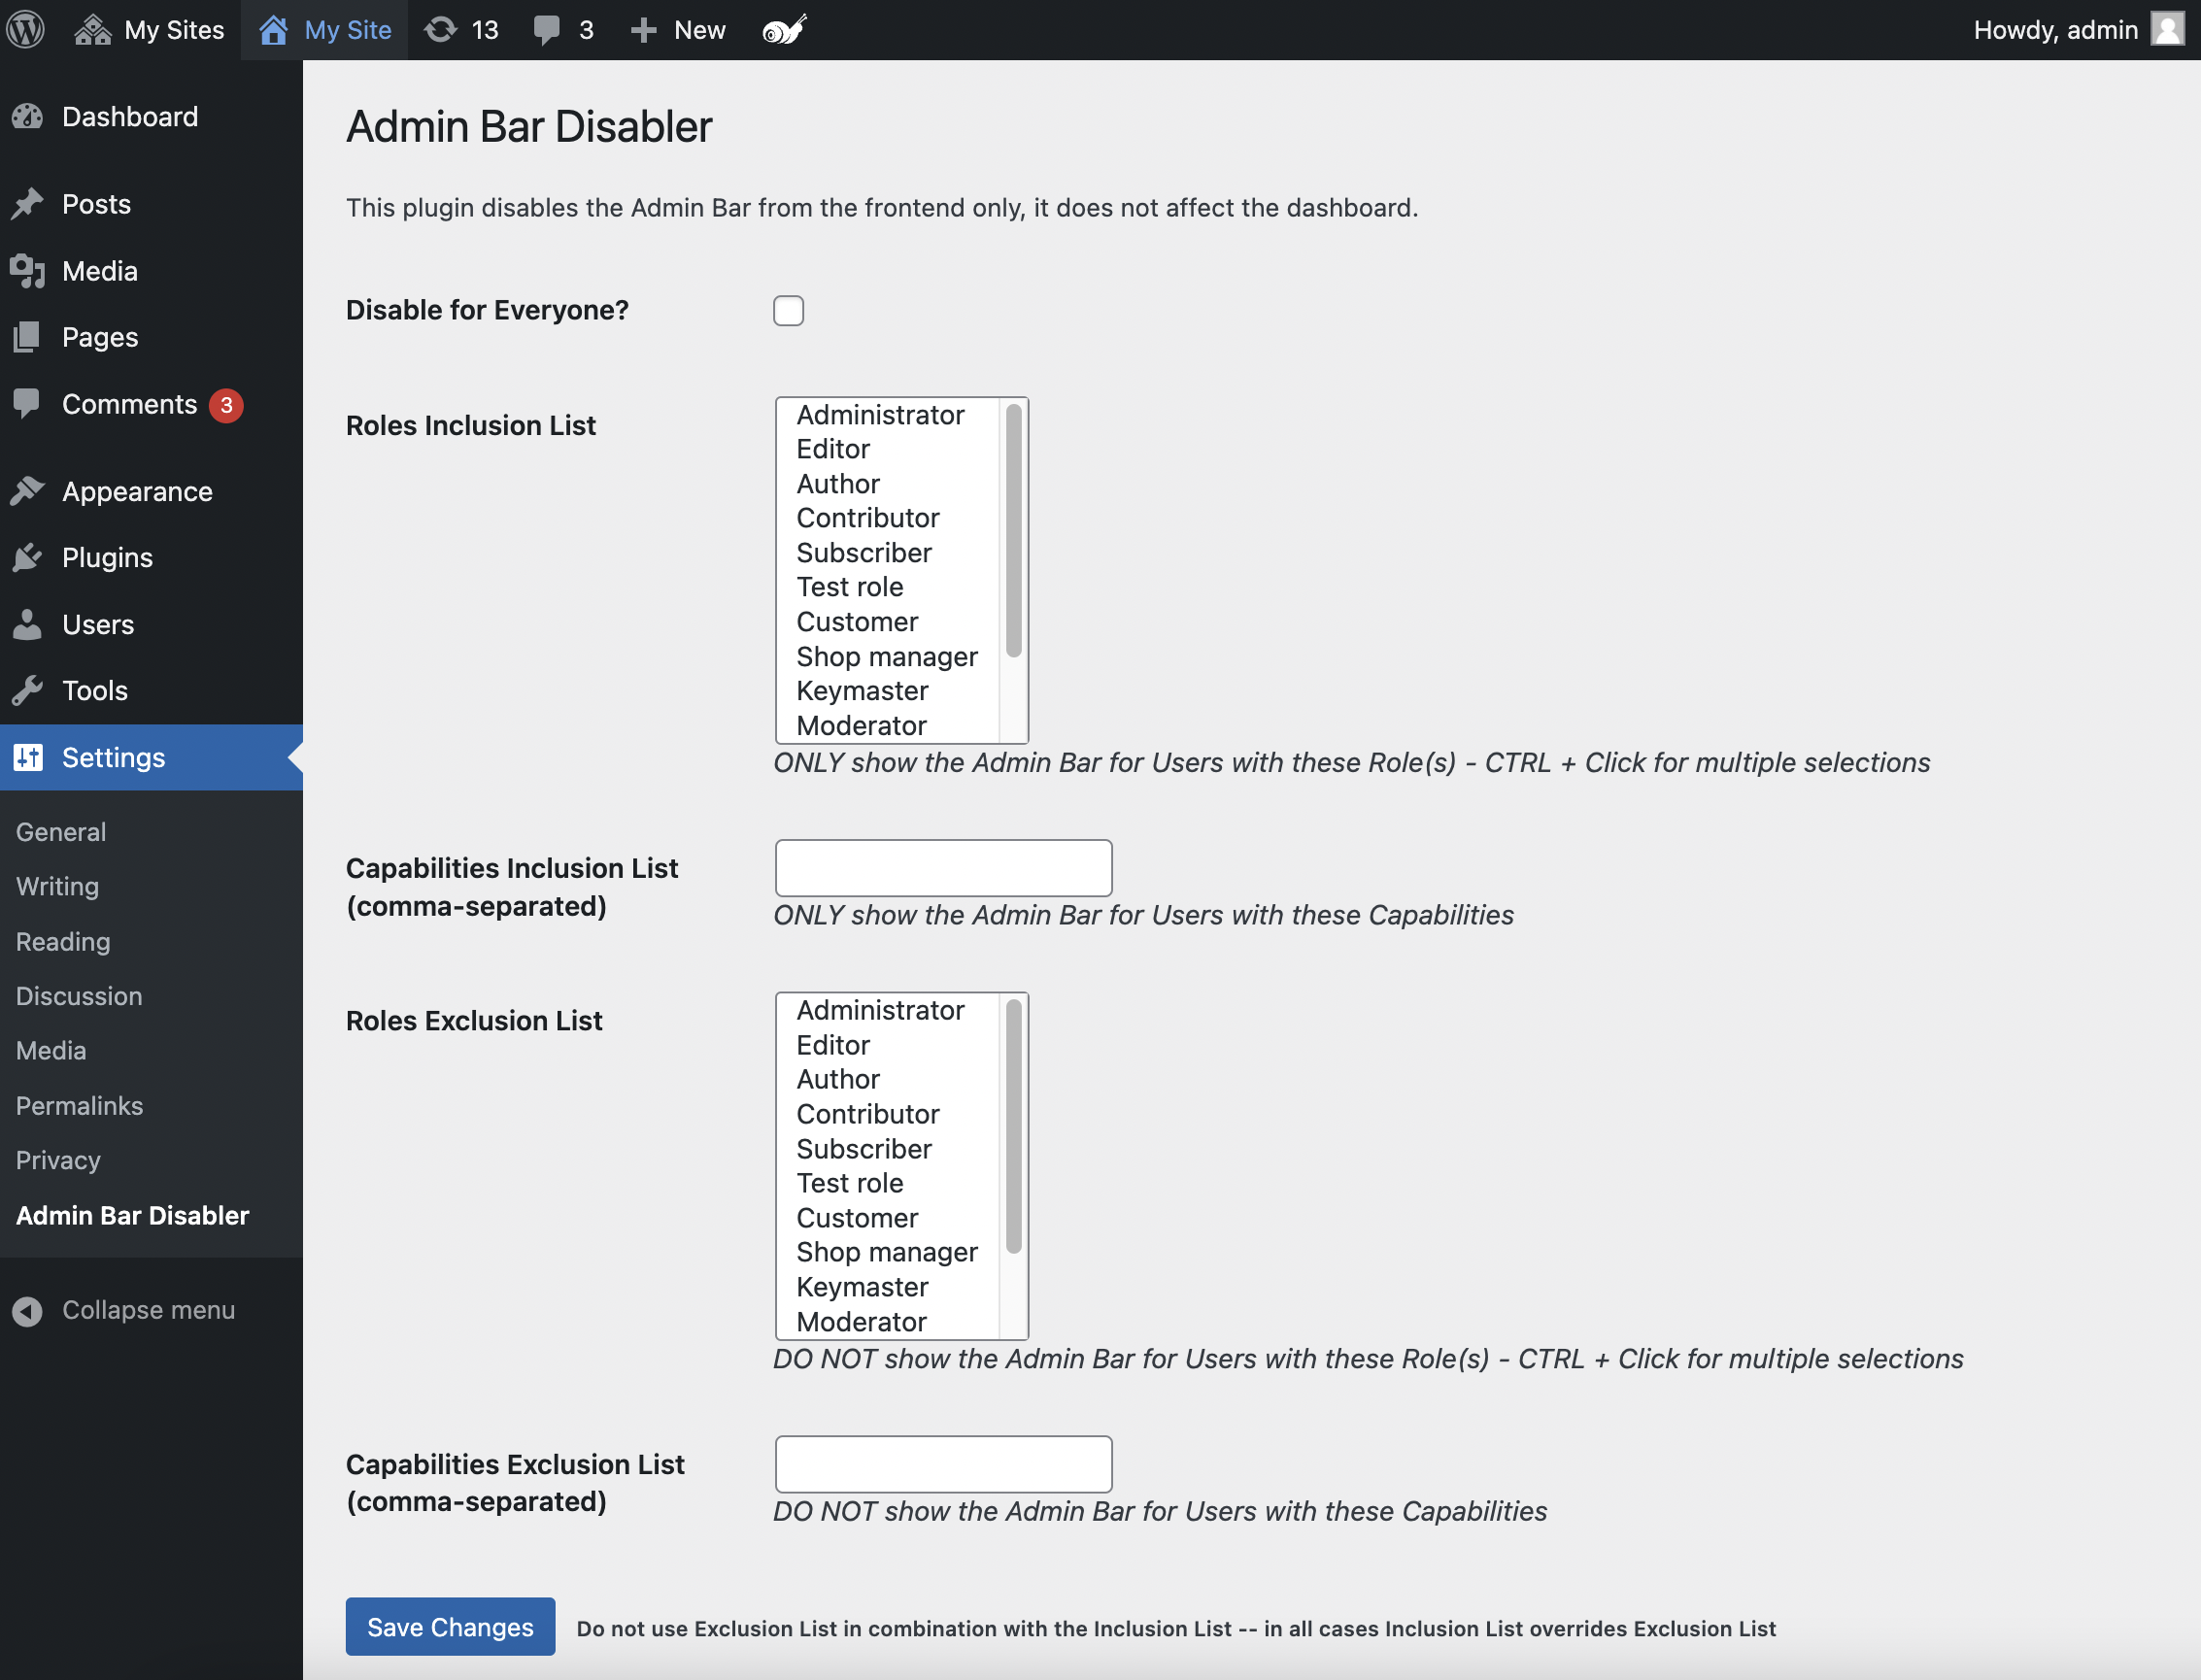 My Sites
My Site
13
3
New
Howdy, admin
Dashboard
Posts
Media
Pages
Comments 3
Appearance
Plugins
Users
Tools
Settings
General
Writing
Reading
Discussion
Media
Permalinks
Privacy
Admin Bar Disabler
Collapse menu
Admin Bar Disabler
This plugin disables the Admin Bar from the frontend only, it does not affect the dashboard.
Disable for Everyone?
Roles Inclusion List
Administrator
Editor
Author
Contributor
Subscriber
Test role
Customer
Shop manager
Keymaster
Moderator
ONLY show the Admin Bar for Users with these Role(s) - CTRL + Click for multiple selections
Capabilities Inclusion List
(comma-separated)
ONLY show the Admin Bar for Users with these Capabilities
Roles Exclusion List
Administrator
Editor
Author
Contributor
Subscriber
Test role
Customer
Shop manager
Keymaster
Moderator
DO NOT show the Admin Bar for Users with these Role(s) - CTRL + Click for multiple selections
Capabilities Exclusion List
(comma-separated)
DO NOT show the Admin Bar for Users with these Capabilities
Save Changes
Do not use Exclusion List in combination with the Inclusion List -- in all cases Inclusion List overrides Exclusion List